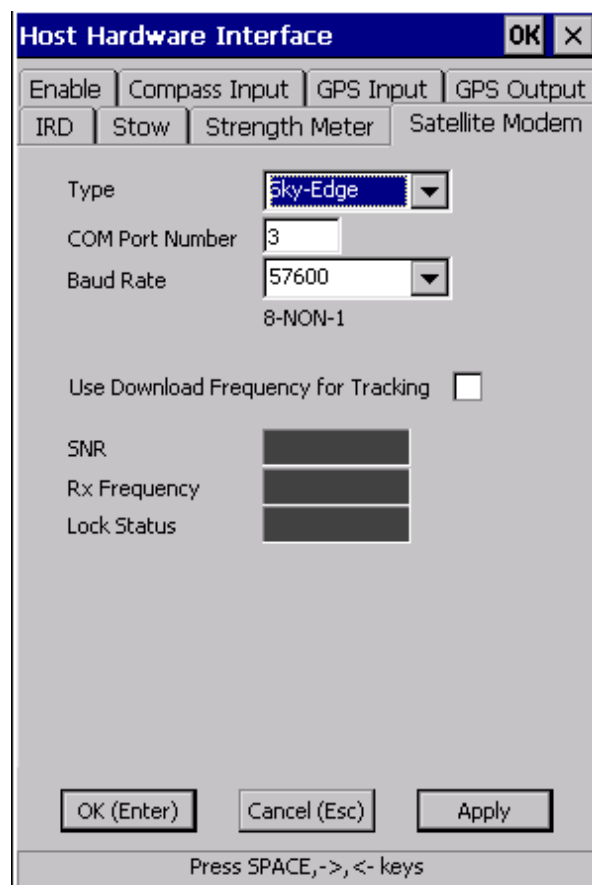 Host Hardware Interface OK ×
Enable Compass Input GPS Input GPS Output
IRD Stow Strength Meter Satellite Modem
Type Sky-Edge
COM Port Number 3
Baud Rate 57600
8-NON-1
Use Download Frequency for Tracking
SNR
Rx Frequency
Lock Status
OK (Enter) Cancel (Esc) Apply
Press SPACE,->,<- keys